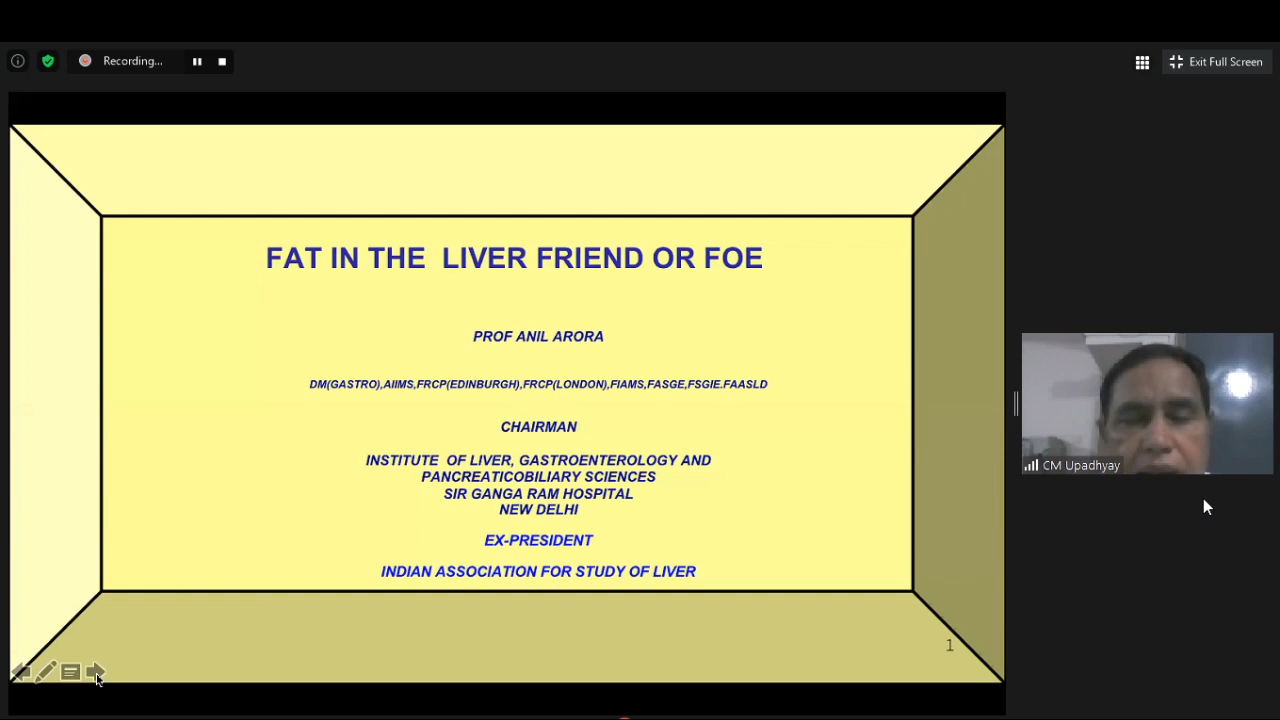 Recording...
Exit Full Screen
FAT IN THE LIVER FRIEND OR FOE
PROF ANIL ARORA
DM(GASTRO),AIIMS,FRCP(EDINBURGH),FRCP(LONDON),FIAMS,FASGE,FSGIE.FAASLD
CHAIRMAN
INSTITUTE OF LIVER, GASTROENTEROLOGY AND
PANCREATICOBILIARY SCIENCES
SIR GANGA RAM HOSPITAL
NEW DELHI
EX-PRESIDENT
INDIAN ASSOCIATION FOR STUDY OF LIVER
1
CM Upadhyay